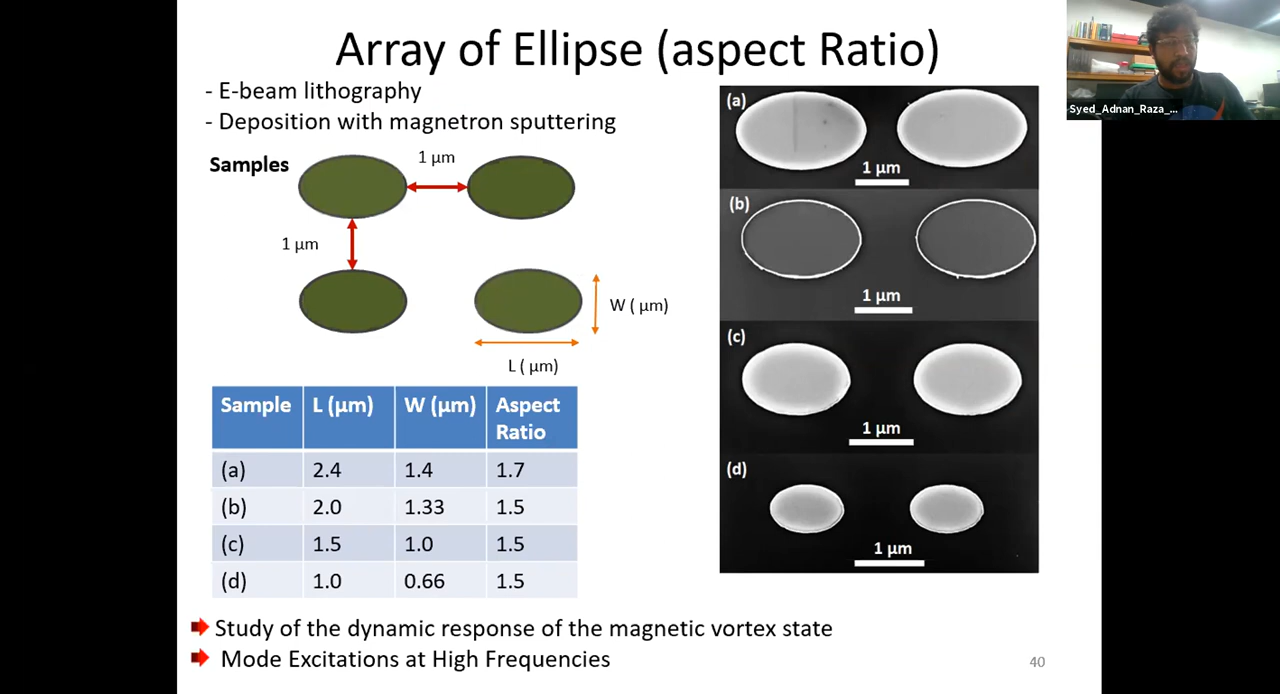 Array of Ellipse (aspect Ratio)
- E-beam lithography
- Deposition with magnetron sputtering
Samples
1 µm
1 µm
W ( µm)
L ( µm)
Sample L (µm) W (µm) Aspect Ratio
(a) 2.4 1.4 1.7
(b) 2.0 1.33 1.5
(c) 1.5 1.0 1.5
(d) 1.0 0.66 1.5
(a)
1 µm
(b)
1 µm
(c)
1 µm
(d)
1 µm
Study of the dynamic response of the magnetic vortex state
Mode Excitations at High Frequencies
40
Syed_Adnan_Raza_...